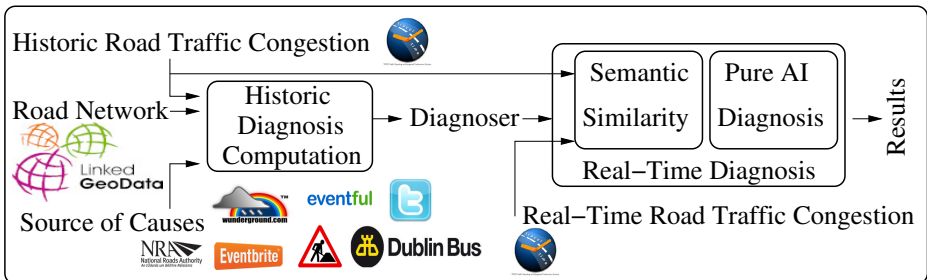 Historic Road Traffic Congestion
Road Network
Linked
GeoData
Source of Causes
NRA
National Roads Authority
Historic
Diagnosis
Computation
wunderground.com
TM
eventful
Eventbrite
Dublin Bus
Diagnoser
Semantic
Similarity
Pure AI
Diagnosis
Real−Time Diagnosis
Real−Time Road Traffic Congestion
Results